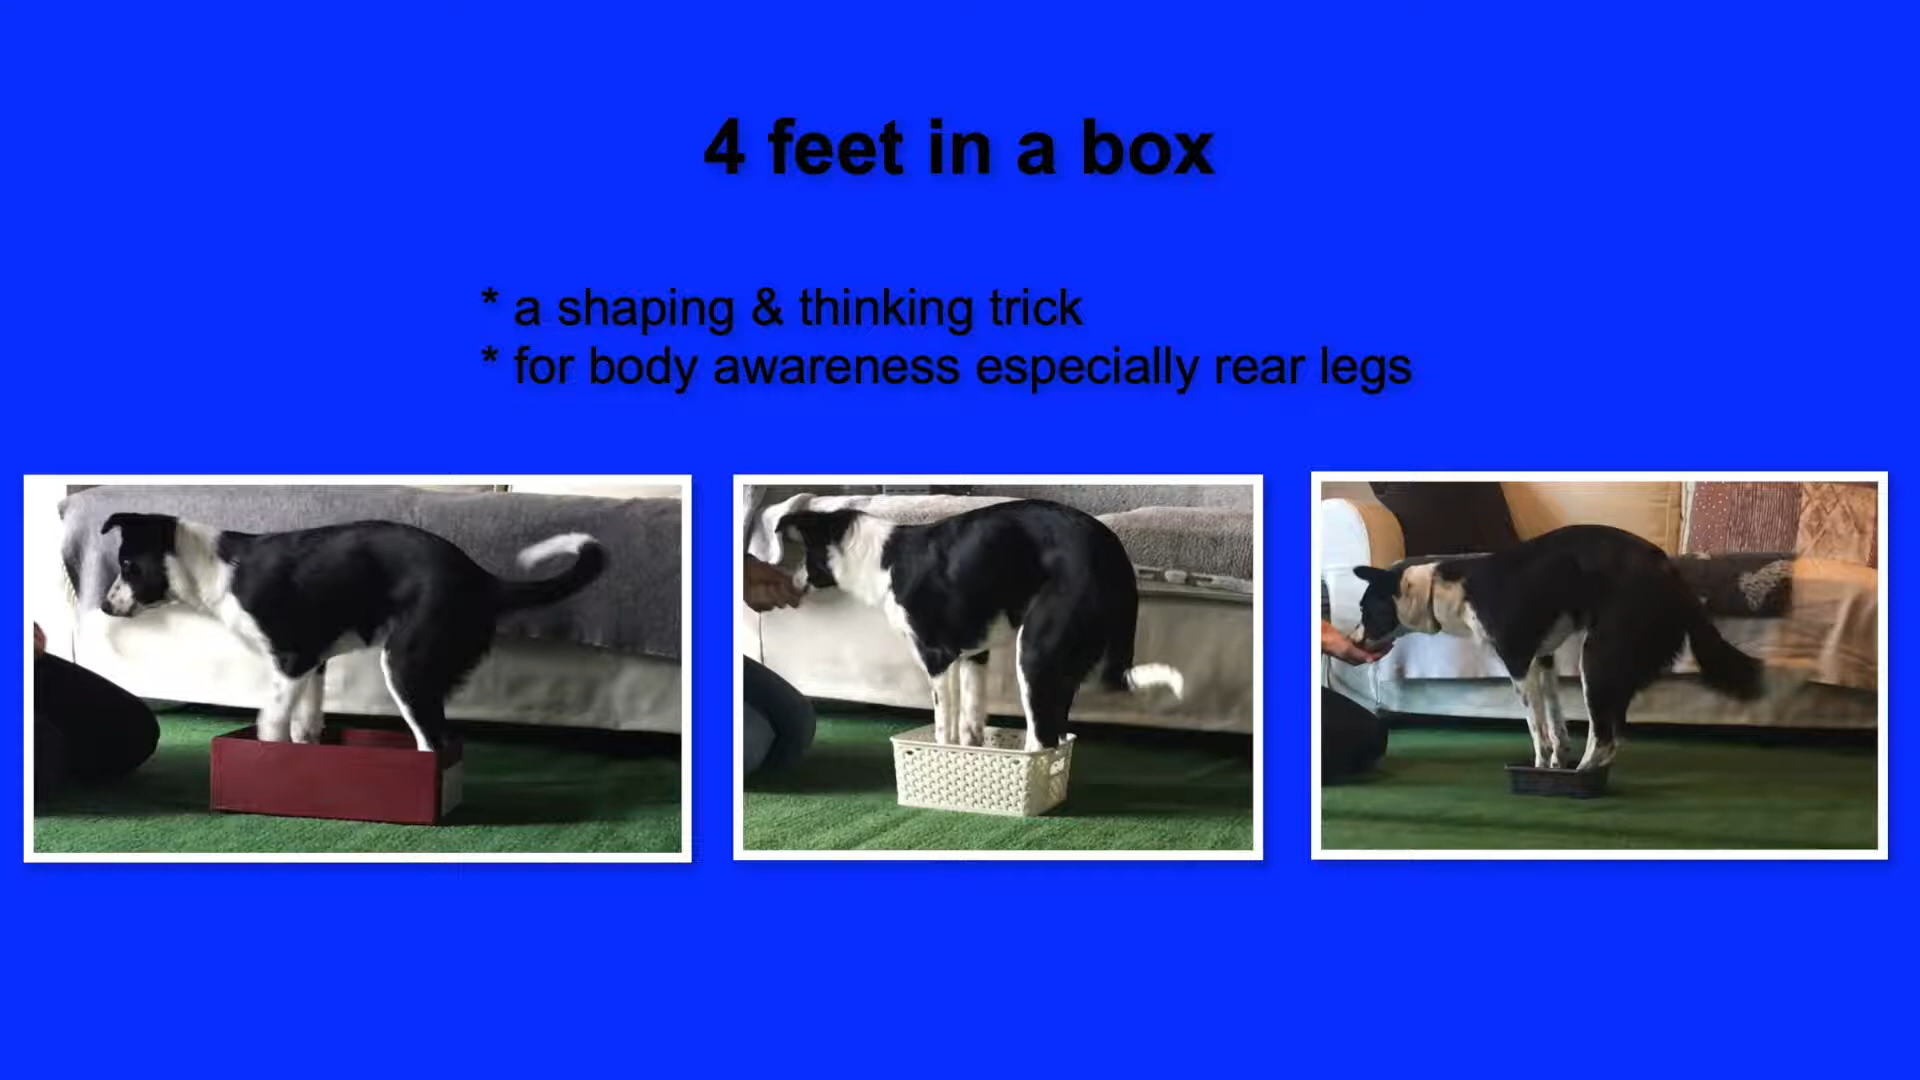 4 feet in a box
* a shaping & thinking trick
* for body awareness especially rear legs